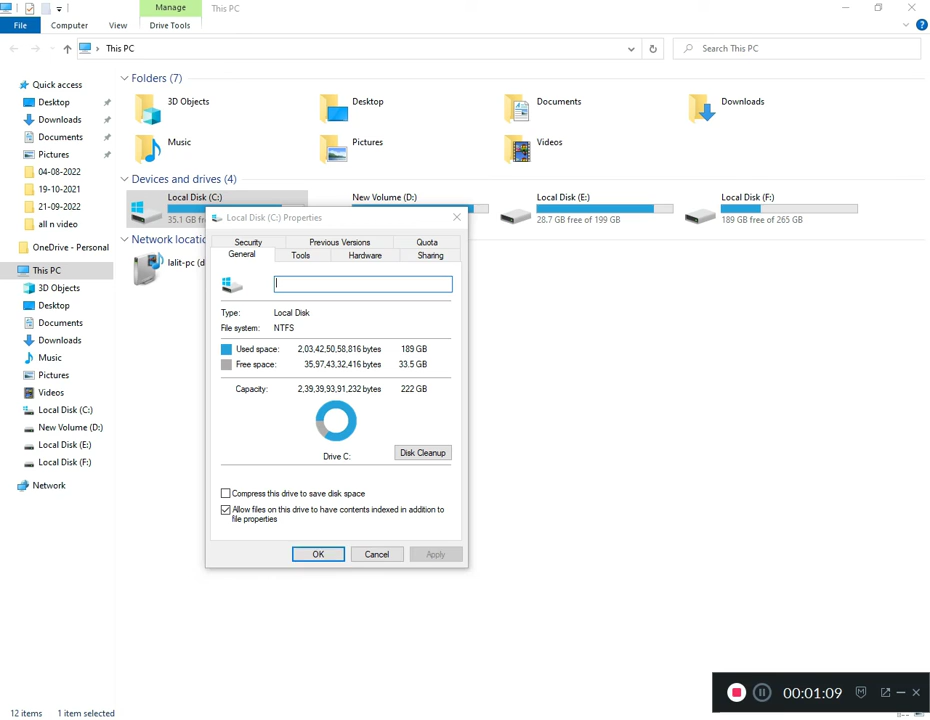 Manage
This PC
File
Computer
View
Drive Tools
This PC
Search This PC
Quick access
Desktop
Downloads
Documents
Pictures
04-08-2022
19-10-2021
21-09-2022
all n video
OneDrive - Personal
This PC
3D Objects
Desktop
Documents
Downloads
Music
Pictures
Videos
Local Disk (C:)
New Volume (D:)
Local Disk (E:)
Local Disk (F:)
Network
Folders (7)
3D Objects
Desktop
Documents
Downloads
Music
Pictures
Videos
Devices and drives (4)
Local Disk (C:)
35.1 GB fr
New Volume (D:)
Local Disk (E:)
28.7 GB free of 199 GB
Local Disk (F:)
189 GB free of 265 GB
Network locatio
lalit-pc (d
Local Disk (C:) Properties
Security
Previous Versions
Quota
General
Tools
Hardware
Sharing
Type: Local Disk
File system: NTFS
Used space: 2,03,42,50,58,816 bytes 189 GB
Free space: 35,97,43,32,416 bytes 33.5 GB
Capacity: 2,39,39,93,91,232 bytes 222 GB
Drive C:
Disk Cleanup
Compress this drive to save disk space
Allow files on this drive to have contents indexed in addition to
file properties
OK
Cancel
Apply
00:01:09
12 items
1 item selected